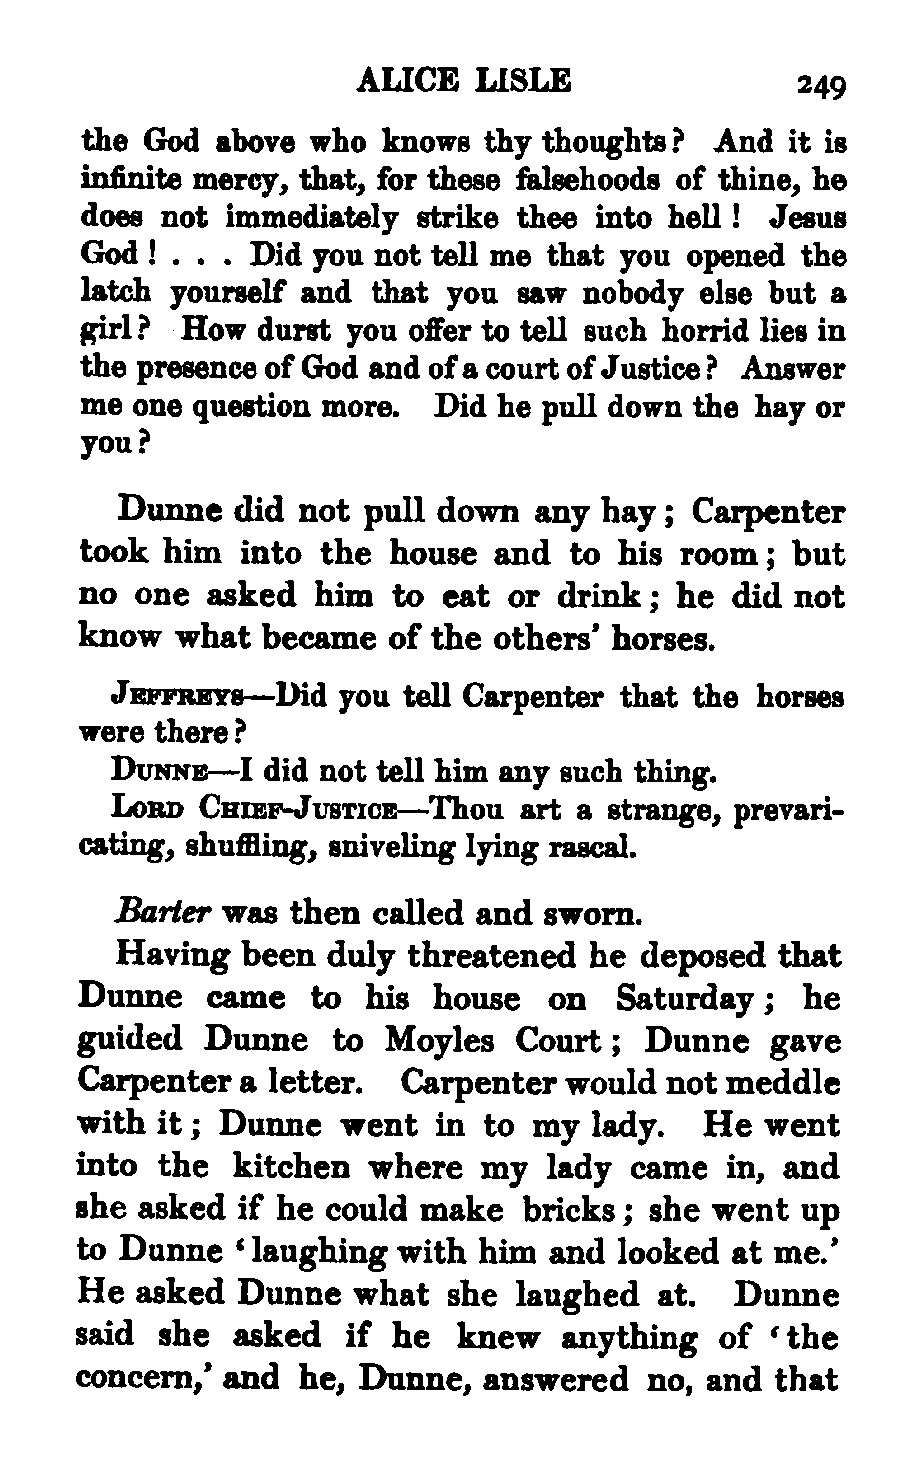 ALICE LISLE 249
the God above who knows thy thoughts? And it is
infinite mercy, that, for these falsehoods of thine, he
does not immediately strike thee into hell! Jesus
God! . . . Did you not tell me that you opened the
latch yourself and that you saw nobody else but a
girl? How durst you offer to tell such horrid lies in
the presence of God and of a court of Justice? Answer
me one question more. Did he pull down the hay or
you?
Dunne did not pull down any hay; Carpenter
took him into the house and to his room; but
no one asked him to eat or drink; he did not
know what became of the others' horses.
JEFFREYS—Did you tell Carpenter that the horses
were there?
DUNNE—I did not tell him any such thing.
LORD CHIEF-JUSTICE—Thou art a strange, prevari-
cating, shuffling, sniveling lying rascal.
Barter was then called and sworn.
Having been duly threatened he deposed that
Dunne came to his house on Saturday; he
guided Dunne to Moyles Court; Dunne gave
Carpenter a letter. Carpenter would not meddle
with it; Dunne went in to my lady. He went
into the kitchen where my lady came in, and
she asked if he could make bricks; she went up
to Dunne 'laughing with him and looked at me.'
He asked Dunne what she laughed at. Dunne
said she asked if he knew anything of 'the
concern,' and he, Dunne, answered no, and that